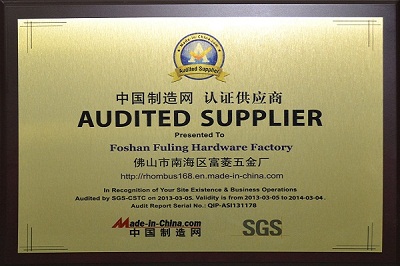 Made-in-China.com
Audited Supplier
中国制造网 认证供应商
AUDITED SUPPLIER
Presented To
Foshan Fuling Hardware Factory
佛山市南海区富菱五金厂
http://rhombus168.en.made-in-china.com
In Recognition of Your Site Existence & Business Operations
Audited by SGS-CSTC on 2013-03-05. Validity is from 2013-03-05 to 2014-03-04.
Audit Report Serial No.: QIP-ASI131178
Made-in-China.com
中国制造网
SGS